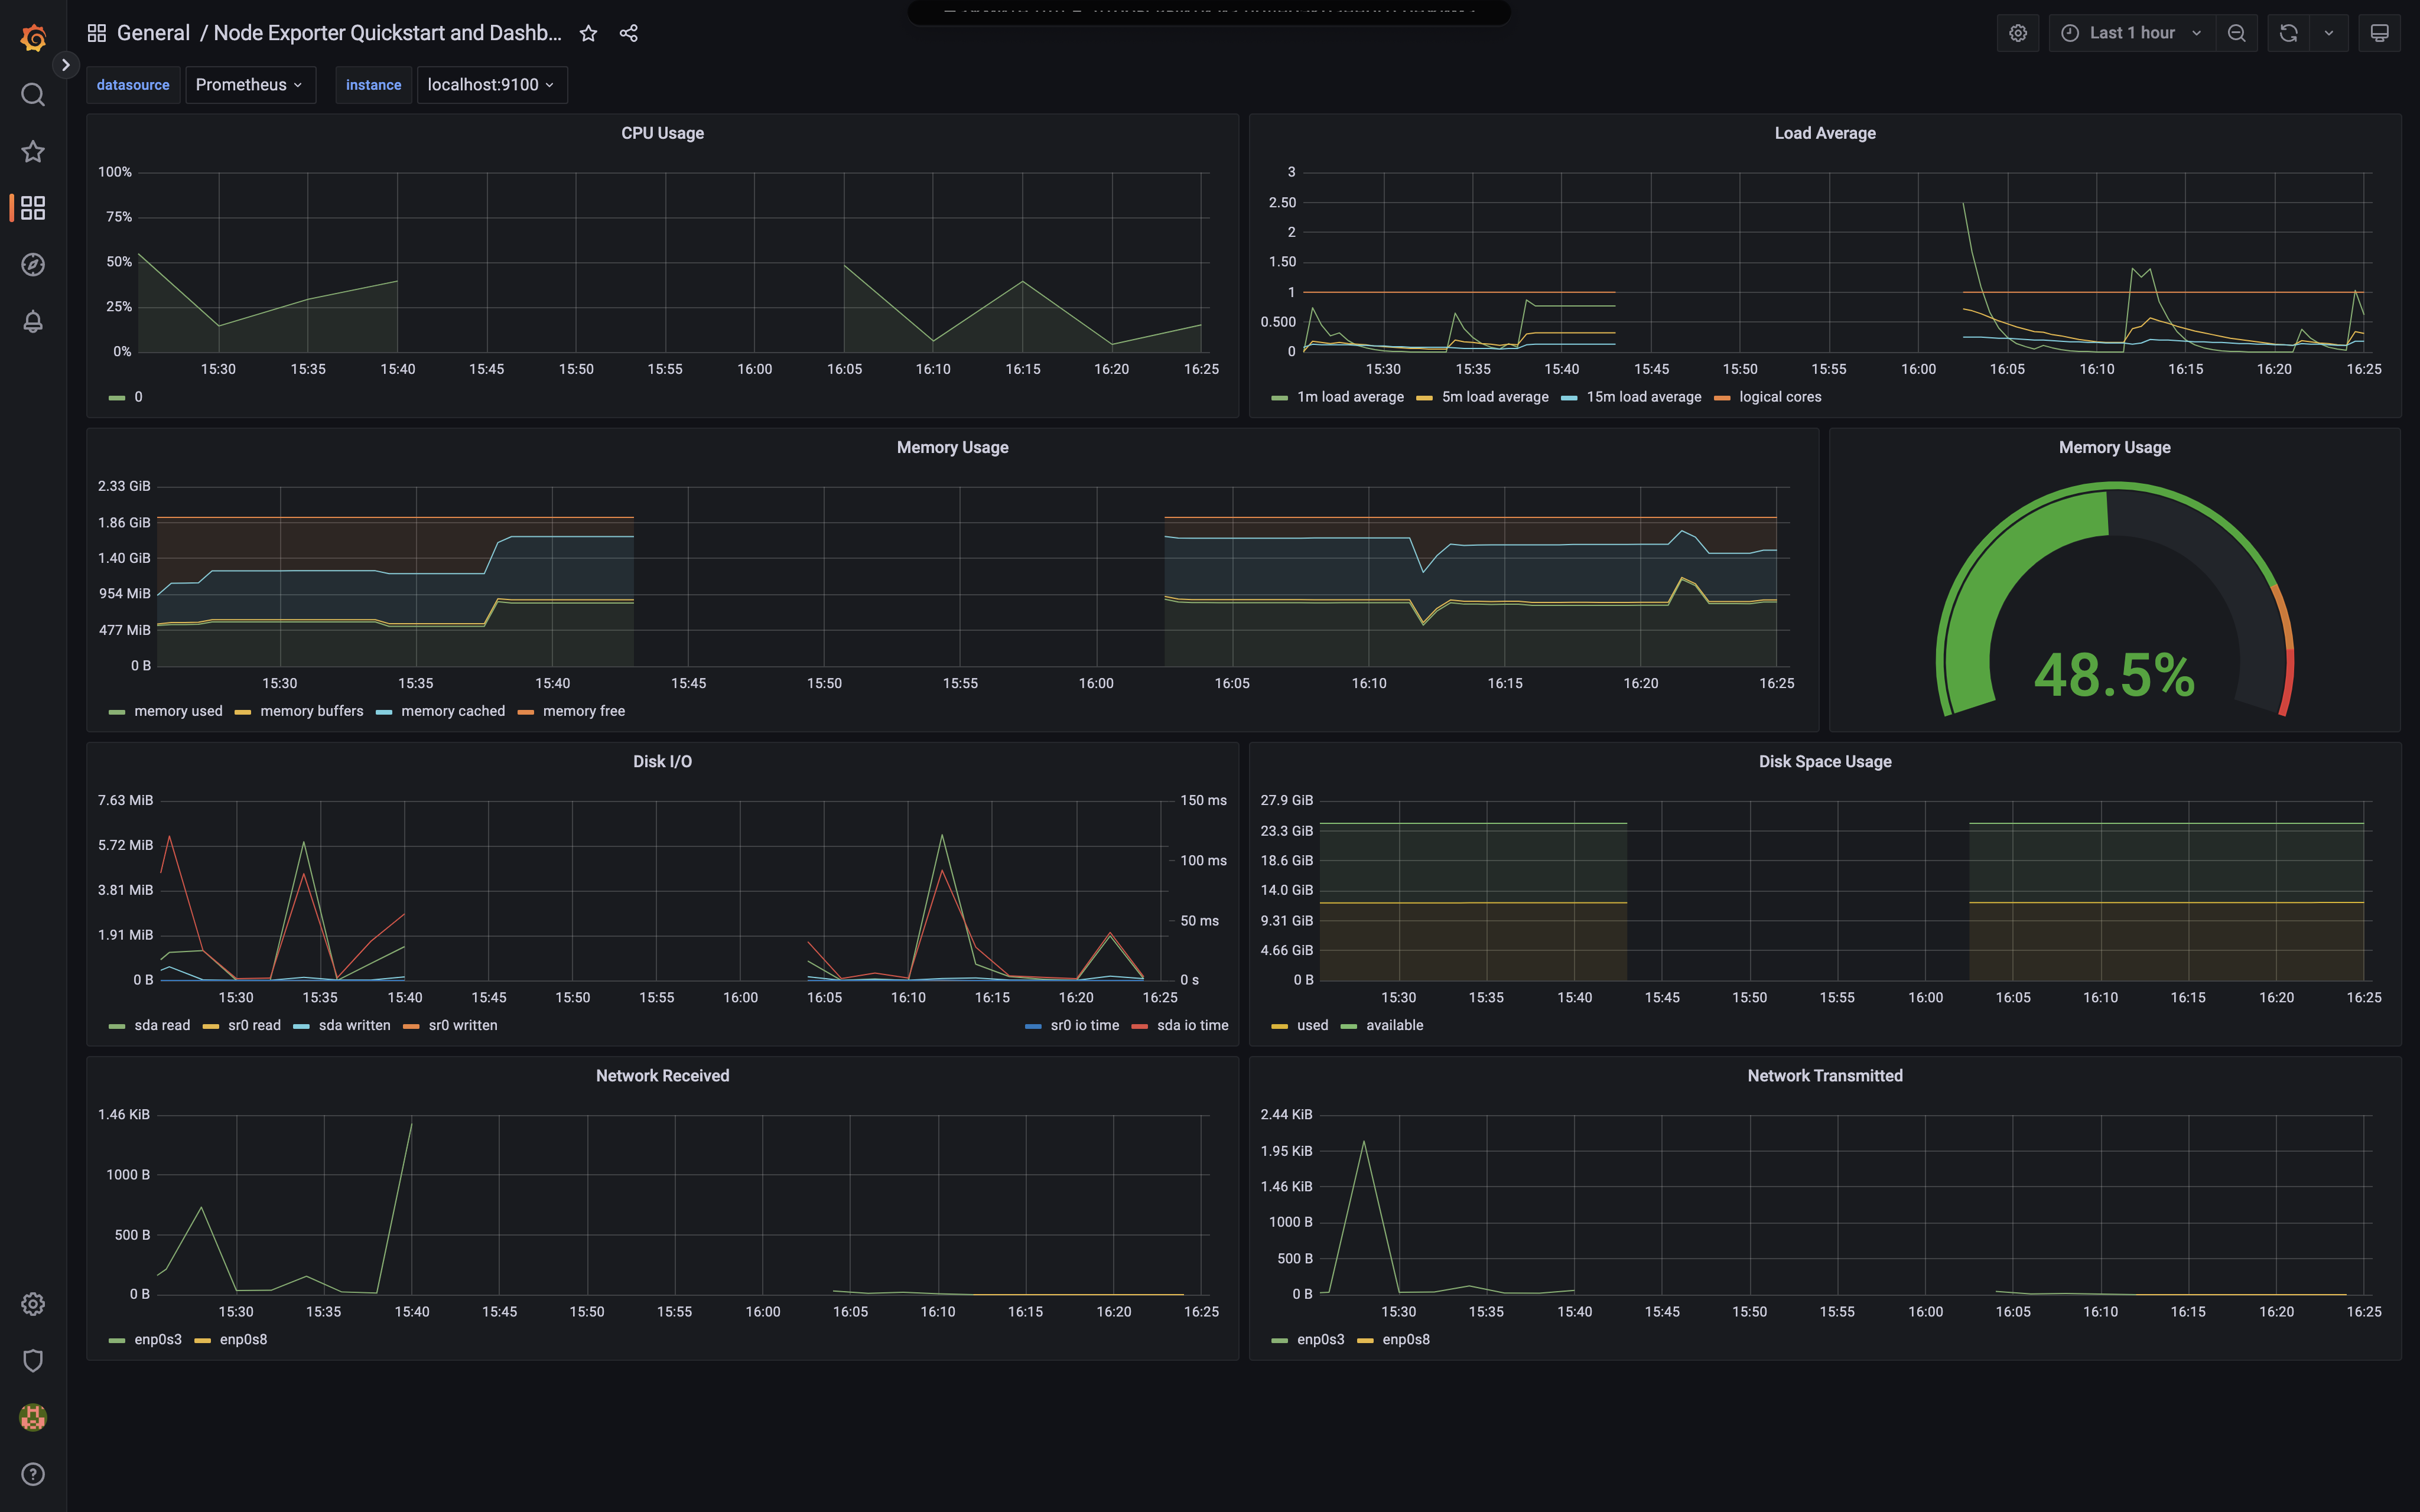 General / Node Exporter Quickstart and Dashb...
Last 1 hour
datasource Prometheus instance localhost:9100
CPU Usage
100%
75%
50%
25%
0%
15:30 15:35 15:40 15:45 15:50 15:55 16:00 16:05 16:10 16:15 16:20 16:25
0
Load Average
3
2.50
2
1.50
1
0.500
0
15:30 15:35 15:40 15:45 15:50 15:55 16:00 16:05 16:10 16:15 16:20 16:25
1m load average 5m load average 15m load average logical cores
Memory Usage
2.33 GiB
1.86 GiB
1.40 GiB
954 MiB
477 MiB
0 B
15:30 15:35 15:40 15:45 15:50 15:55 16:00 16:05 16:10 16:15 16:20 16:25
memory used memory buffers memory cached memory free
Memory Usage
48.5%
Disk I/O
7.63 MiB
5.72 MiB
3.81 MiB
1.91 MiB
0 B
150 ms
100 ms
50 ms
0 s
15:30 15:35 15:40 15:45 15:50 15:55 16:00 16:05 16:10 16:15 16:20 16:25
sda read sr0 read sda written sr0 written sr0 io time sda io time
Disk Space Usage
27.9 GiB
23.3 GiB
18.6 GiB
14.0 GiB
9.31 GiB
4.66 GiB
0 B
15:30 15:35 15:40 15:45 15:50 15:55 16:00 16:05 16:10 16:15 16:20 16:25
used available
Network Received
1.46 KiB
1000 B
500 B
0 B
15:30 15:35 15:40 15:45 15:50 15:55 16:00 16:05 16:10 16:15 16:20 16:25
enp0s3 enp0s8
Network Transmitted
2.44 KiB
1.95 KiB
1.46 KiB
1000 B
500 B
0 B
15:30 15:35 15:40 15:45 15:50 15:55 16:00 16:05 16:10 16:15 16:20 16:25
enp0s3 enp0s8